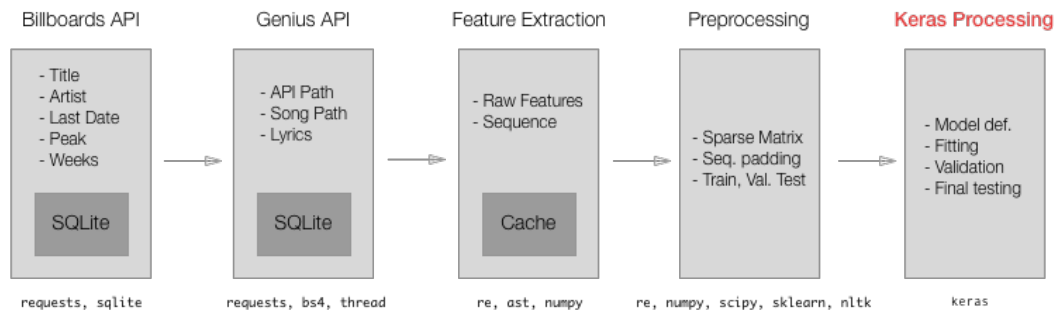 Billboards API
- Title
- Artist
- Last Date
- Peak
- Weeks
SQLite
requests, sqlite
Genius API
- API Path
- Song Path
- Lyrics
SQLite
requests, bs4, thread
Feature Extraction
- Raw Features
- Sequence
Cache
re, ast, numpy
Preprocessing
- Sparse Matrix
- Seq. padding
- Train, Val. Test
re, numpy, scipy, sklearn, nltk
Keras Processing
- Model def.
- Fitting
- Validation
- Final testing
keras